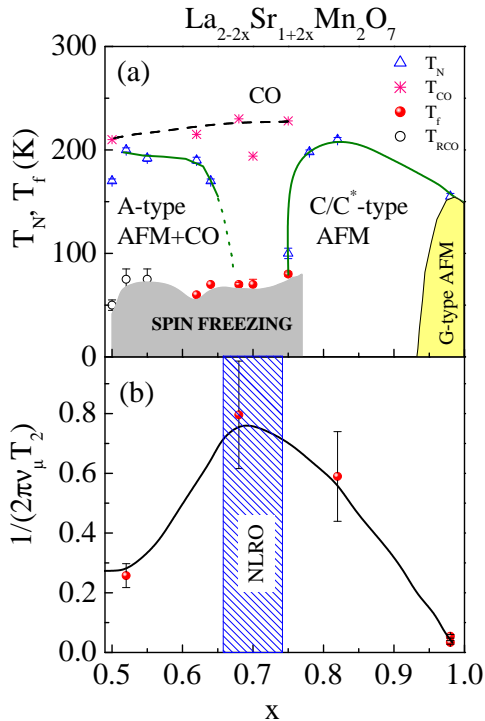 La2-2xSr1+2xMn2O7
(a)
CO
TN
TCO
Tf
TRCO
TN, Tf (K)
300
200
100
0
A-type
AFM+CO
C/C*-type
AFM
G-type AFM
SPIN FREEZING
(b)
1/(2πνμT2)
0.8
0.6
0.4
0.2
0.0
NLRO
0.5 0.6 0.7 0.8 0.9 1.0
x